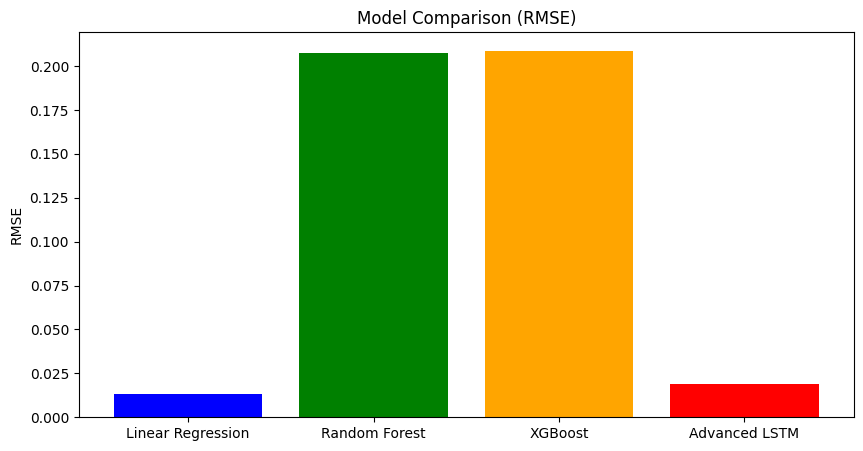 Model Comparison (RMSE)
RMSE
0.200
0.175
0.150
0.125
0.100
0.075
0.050
0.025
0.000
Linear Regression
Random Forest
XGBoost
Advanced LSTM